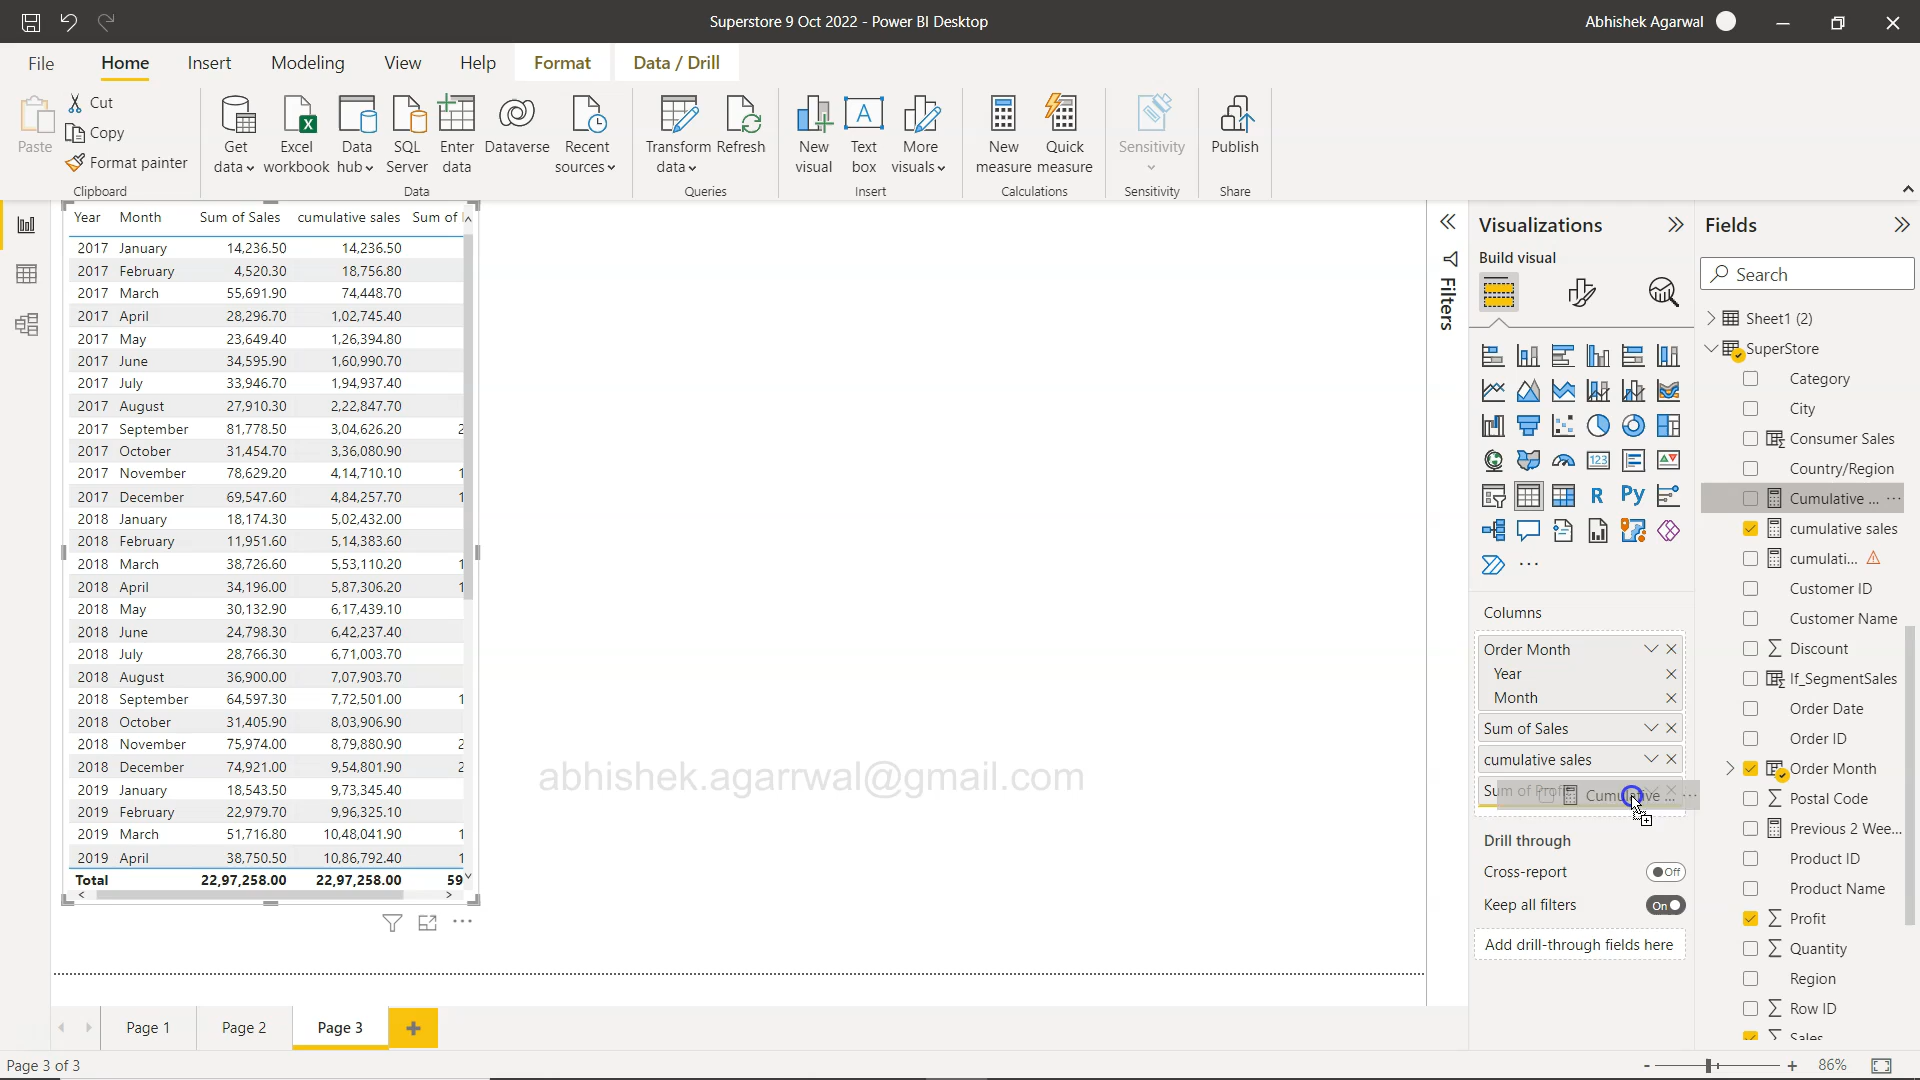 Superstore 9 Oct 2022 - Power BI Desktop
Abhishek Agarwal
File Home Insert Modeling View Help Format Data / Drill
Paste
Cut
Copy
Format painter
Clipboard
Get data
Excel workbook
Data hub
SQL Server
Enter data
Dataverse
Recent sources
Data
Transform data
Refresh
Queries
New visual
Text box
More visuals
Insert
New measure
Quick measure
Calculations
Sensitivity
Sensitivity
Publish
Share
Year Month Sum of Sales cumulative sales Sum of
2017 January 14,236.50 14,236.50
2017 February 4,520.30 18,756.80
2017 March 55,691.90 74,448.70
2017 April 28,296.70 1,02,745.40
2017 May 23,649.40 1,26,394.80
2017 June 34,595.90 1,60,990.70
2017 July 33,946.70 1,94,937.40
2017 August 27,910.30 2,22,847.70
2017 September 81,778.50 3,04,626.20 2
2017 October 31,454.70 3,36,080.90
2017 November 78,629.20 4,14,710.10 1
2017 December 69,547.60 4,84,257.70 1
2018 January 18,174.30 5,02,432.00
2018 February 11,951.60 5,14,383.60
2018 March 38,726.60 5,53,110.20 1
2018 April 34,196.00 5,87,306.20 1
2018 May 30,132.90 6,17,439.10
2018 June 24,798.30 6,42,237.40
2018 July 28,766.30 6,71,003.70
2018 August 36,900.00 7,07,903.70
2018 September 64,597.30 7,72,501.00 1
2018 October 31,405.90 8,03,906.90
2018 November 75,974.00 8,79,880.90 2
2018 December 74,921.00 9,54,801.90 2
2019 January 18,543.50 9,73,345.40
2019 February 22,979.70 9,96,325.10
2019 March 51,716.80 10,48,041.90 1
2019 April 38,750.50 10,86,792.40 1
Total 22,97,258.00 22,97,258.00 59
abhishek.agarrwal@gmail.com
Filters
Visualizations
Build visual
123
R
Py
Columns
Order Month
Year
Month
Sum of Sales
cumulative sales
Sum of Profi
Cumulative ...
Drill through
Cross-report Off
Keep all filters On
Add drill-through fields here
Fields
Search
Sheet1 (2)
SuperStore
Category
City
Consumer Sales
Country/Region
Cumulative ...
cumulative sales
cumulati...
Customer ID
Customer Name
Discount
If_SegmentSales
Order Date
Order ID
Order Month
Postal Code
Previous 2 Wee...
Product ID
Product Name
Profit
Quantity
Region
Row ID
Sales
Page 1 Page 2 Page 3 +
Page 3 of 3
- + 86%